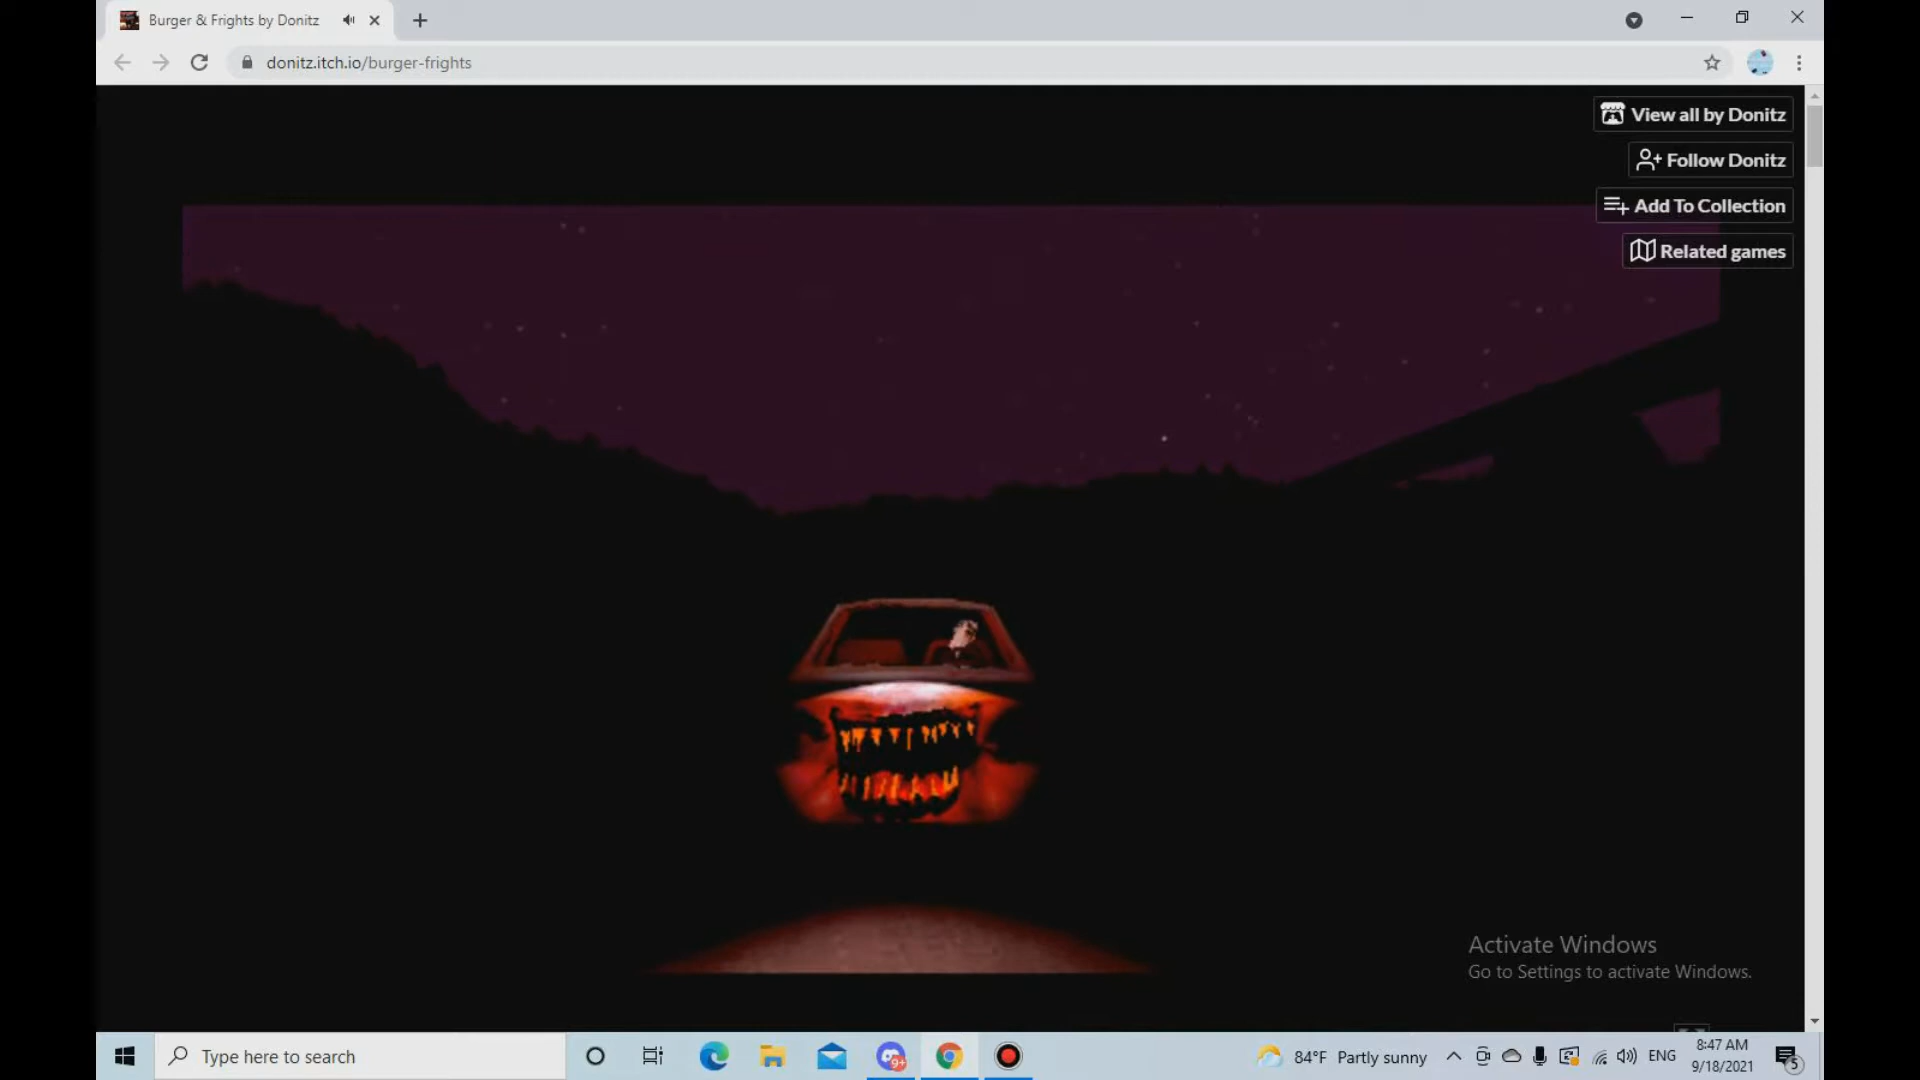 Burger & Frights by Donitz
donitz.itch.io/burger-frights
View all by Donitz
Follow Donitz
Add To Collection
Related games
Activate Windows
Go to Settings to activate Windows.
Type here to search
9+
84°F Partly sunny
ENG
8:47 AM
9/18/2021
5